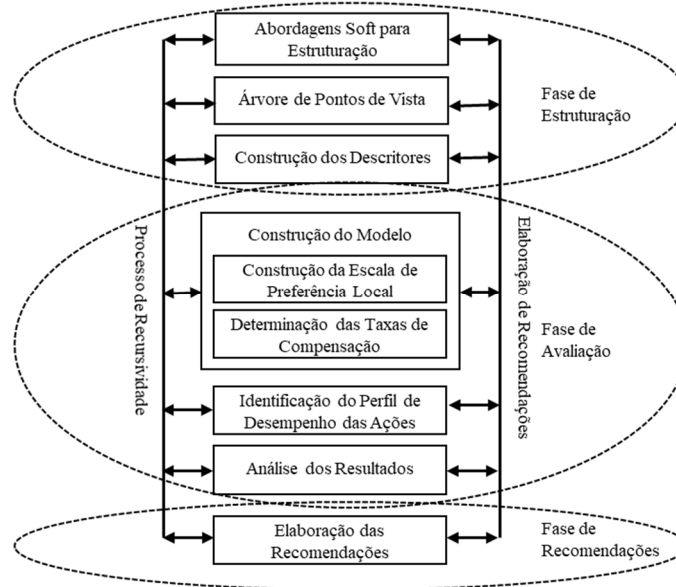 Abordagens Soft para
Estruturação
Árvore de Pontos de Vista
Fase de
Estruturação
Construção dos Descritores
Processo de Recursividade
Elaboração de Recomendações
Construção do Modelo
Construção da Escala de
Preferência Local
Determinação das Taxas de
Compensação
Fase de
Avaliação
Identificação do Perfil de
Desempenho das Ações
Análise dos Resultados
Elaboração das
Recomendações
Fase de
Recomendações